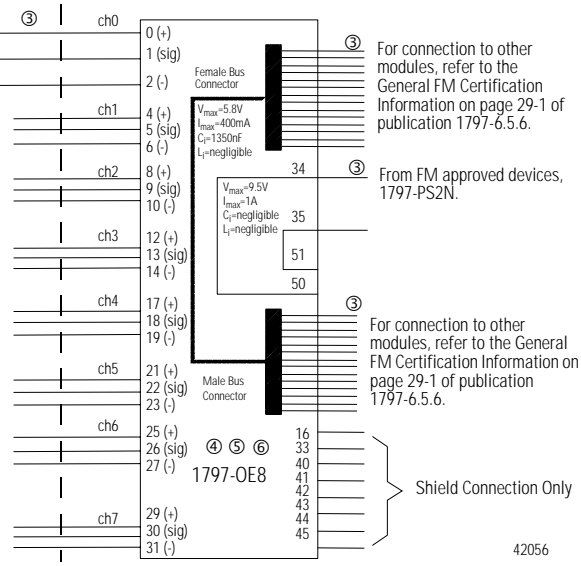 ③
ch0
0 (+)
1 (sig)
2 (-)
ch1
4 (+)
5 (sig)
6 (-)
ch2
8 (+)
9 (sig)
10 (-)
ch3
12 (+)
13 (sig)
14 (-)
ch4
17 (+)
18 (sig)
19 (-)
ch5
21 (+)
22 (sig)
23 (-)
ch6
25 (+)
26 (sig)
27 (-)
ch7
29 (+)
30 (sig)
31 (-)
Female Bus
Connector
Vmax=5.8V
Imax=400mA
Ci=1350nF
Li=negligible
Vmax=9.5V
Imax=1A
Ci=negligible
Li=negligible
34
35
51
50
Male Bus
Connector
④ ⑤ ⑥
1797-OE8
16
33
40
41
42
43
44
45
③
For connection to other
modules, refer to the
General FM Certification
Information on page 29-1 of
publication 1797-6.5.6.
③
From FM approved devices,
1797-PS2N.
③
For connection to other
modules, refer to the General
FM Certification Information on
page 29-1 of publication
1797-6.5.6.
Shield Connection Only
42056